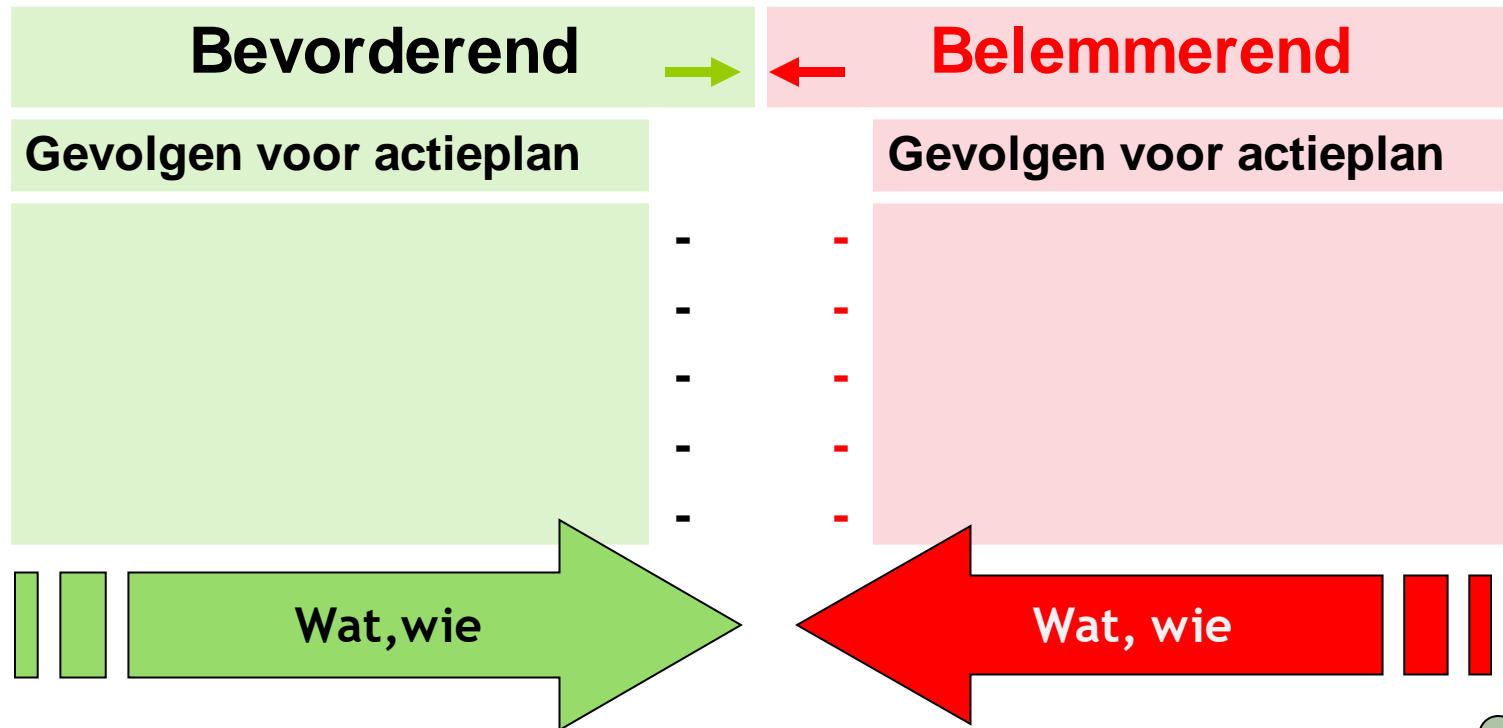 Bevorderend
Belemmerend
Gevolgen voor actieplan
Gevolgen voor actieplan
- -
- -
- -
- -
- -
Wat,wie
Wat, wie